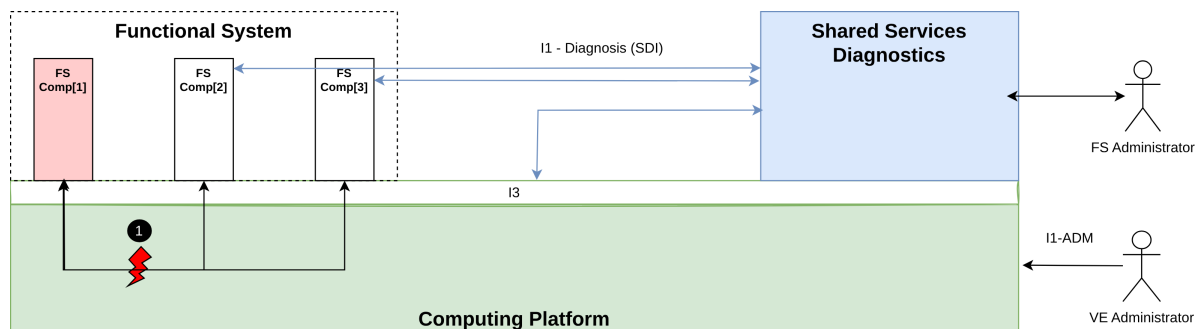 Functional System
Shared Services
Diagnostics
I1 - Diagnosis (SDI)
FS
Comp[1]
FS
Comp[2]
FS
Comp[3]
FS Administrator
I3
1
I1-ADM
Computing Platform
VE Administrator